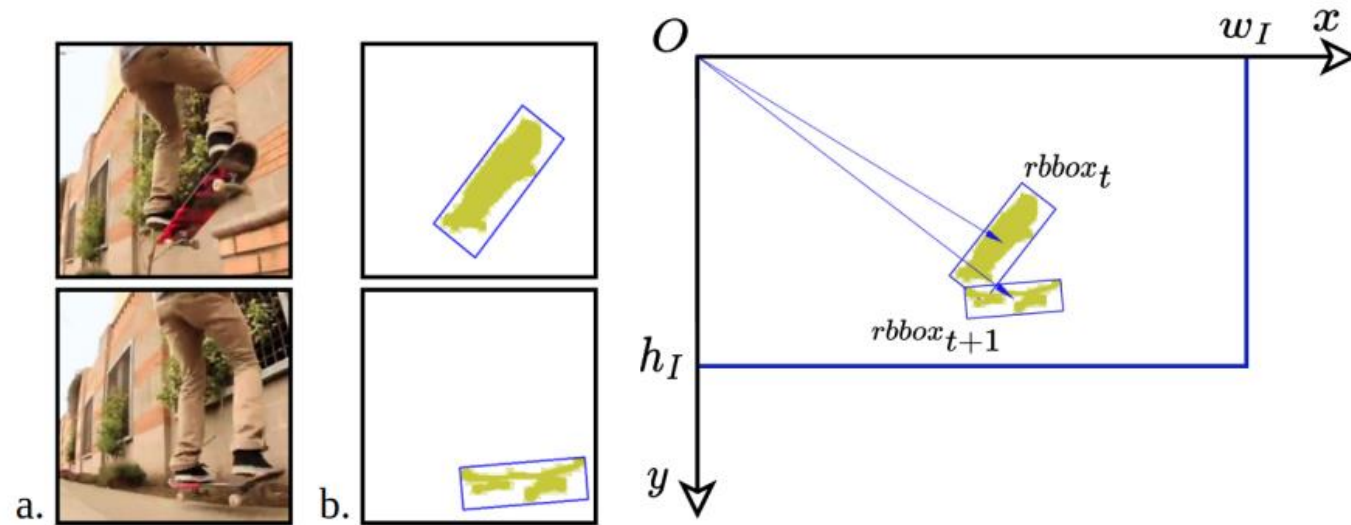 O
w_I
x
rbbox_t
rbbox_{t+1}
h_I
y
a.
b.